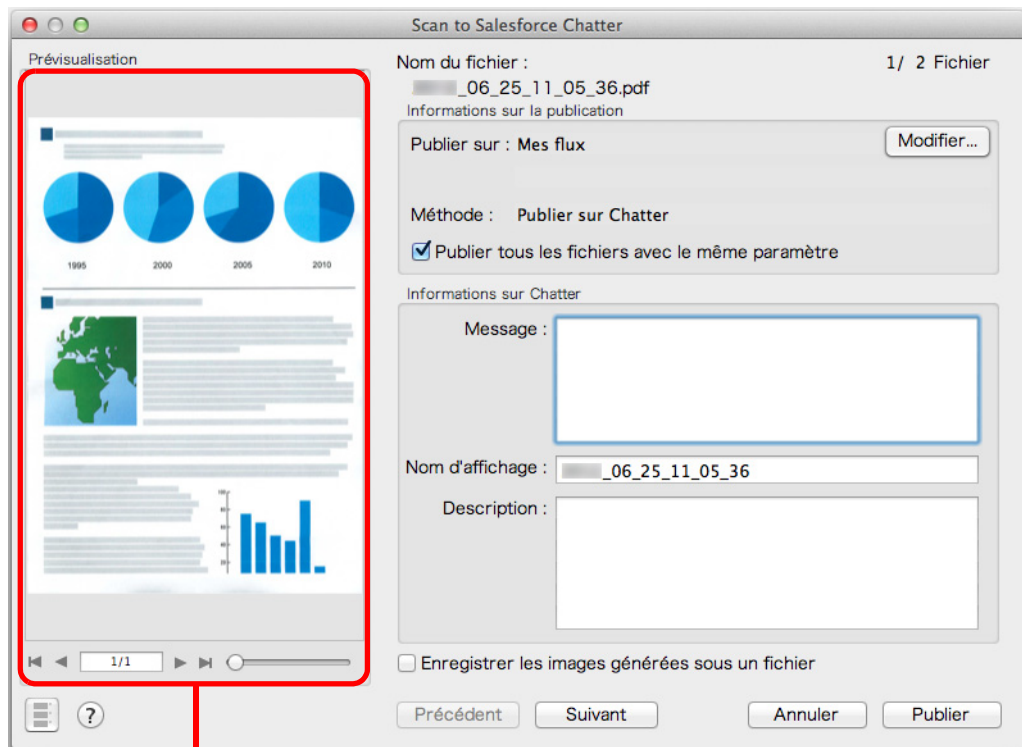 Scan to Salesforce Chatter
Prévisualisation
1995 2000 2005 2010
1/1
?
Nom du fichier :
1/ 2 Fichier
_06_25_11_05_36.pdf
Informations sur la publication
Publier sur : Mes flux
Modifier...
Méthode : Publier sur Chatter
Publier tous les fichiers avec le même paramètre
Informations sur Chatter
Message :
Nom d'affichage : _06_25_11_05_36
Description :
Enregistrer les images générées sous un fichier
Précédent Suivant Annuler Publier